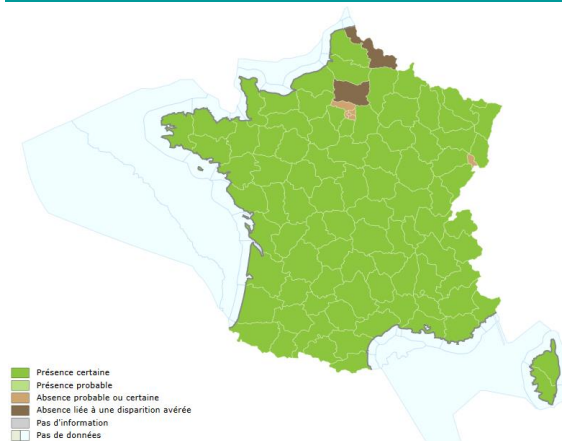 Présence certaine
Présence probable
Absence probable ou certaine
Absence liée à une disparition avérée
Pas d'information
Pas de données